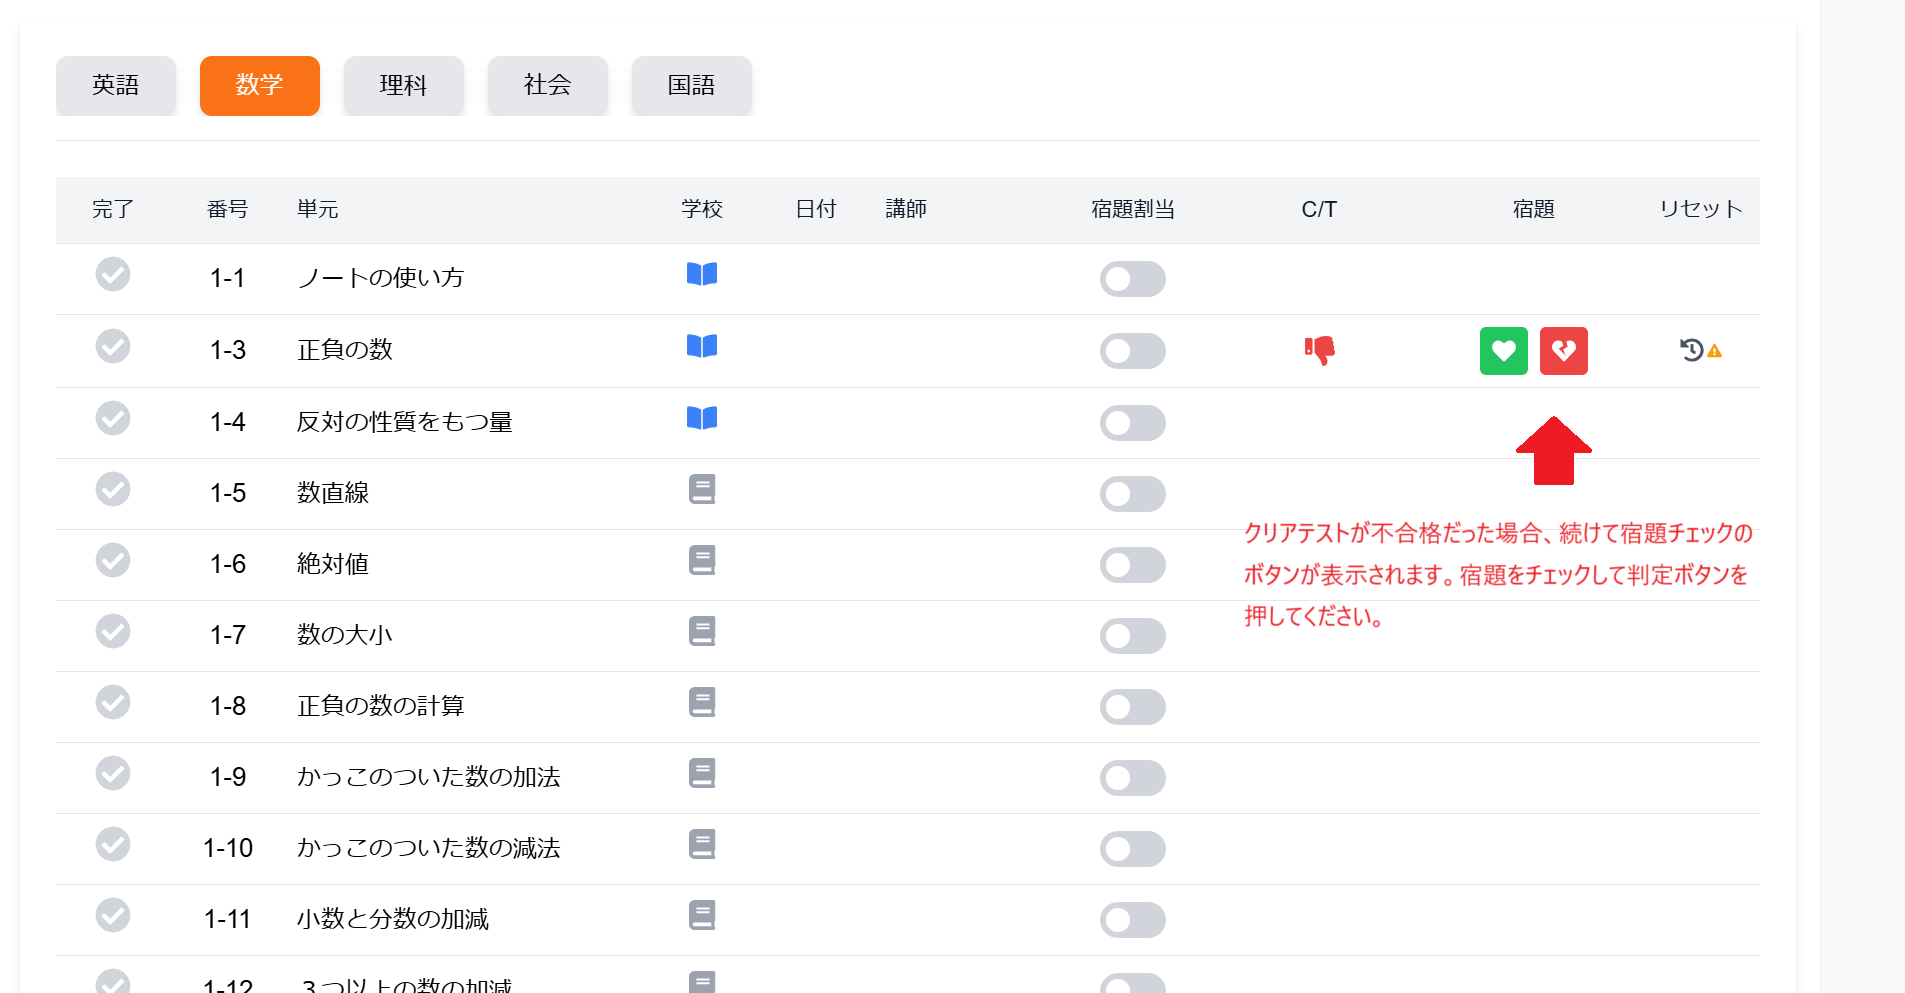 英語 数学 理科 社会 国語
完了 番号 単元 学校 日付 講師 宿題割当 C/T 宿題 リセット
1-1 ノートの使い方
1-3 正負の数
1-4 反対の性質をもつ量
1-5 数直線
クリアテストが不合格だった場合、続けて宿題チェックの
1-6 絶対値
ボタンが表示されます。宿題をチェックして判定ボタンを
押してください。
1-7 数の大小
1-8 正負の数の計算
1-9 かっこのついた数の加法
1-10 かっこのついた数の減法
1-11 小数と分数の加減
1-12 3つ以上の数の加減